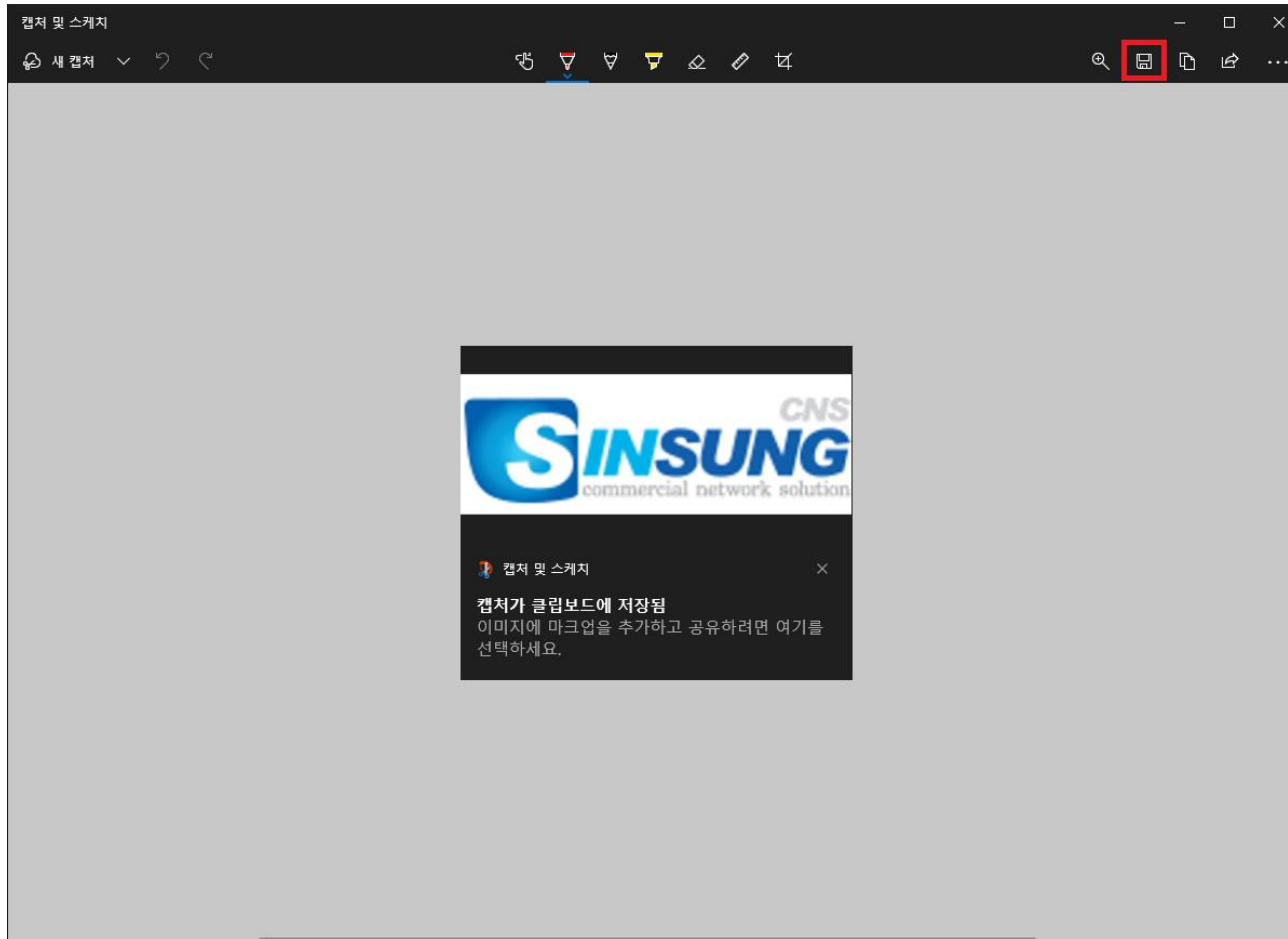 캡처 및 스케치
새 캡처
CNS
SINSUNG
commercial network solution
캡처 및 스케치
캡처가 클립보드에 저장됨
이미지에 마크업을 추가하고 공유하려면 여기를
선택하세요.